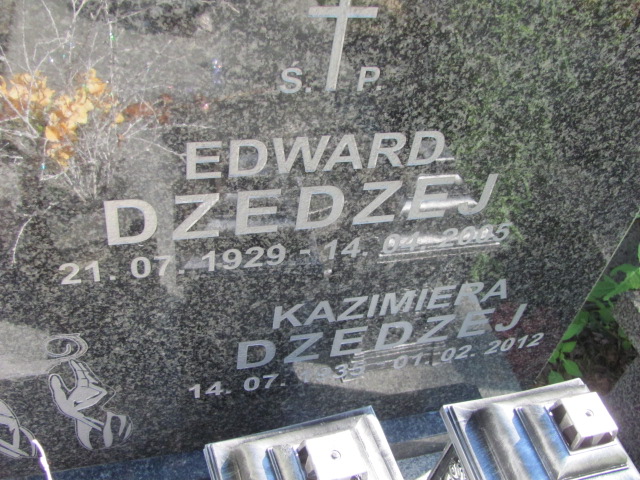 Ś. P.
EDWARD
DZEDZEJ
21. 07. 1929 - 14. 04. 2005
KAZIMIERA
DZEDZEJ
14. 07. 35 - 01. 02. 2012